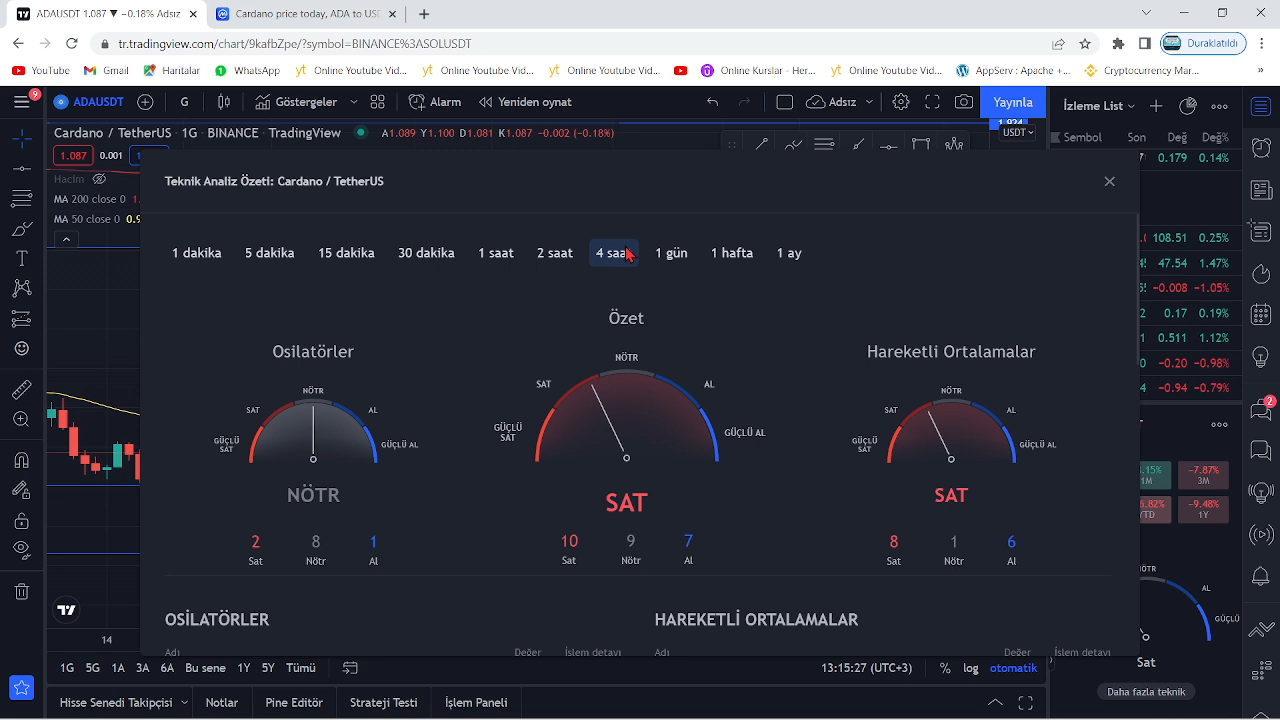 ADAUSDT 1.087 ▼ −0.18% Adsız
Cardano price today, ADA to USD
tr.tradingview.com/chart/9kafbZpe/?symbol=BINANCE%3ASOLUSDT
Duraklatıldı
YouTube
Gmail
Haritalar
WhatsApp
Online Youtube Vid...
Online Youtube Vid...
Online Youtube Vid...
Online Kurslar - Her...
Online Youtube Vid...
AppServ : Apache +...
Cryptocurrency Mar...
9
ADAUSDT
G
Göstergeler
Alarm
Yeniden oynat
Adsız
Yayınla
İzleme List
Cardano / TetherUS · 1G · BINANCE · TradingView
A1.089 Y1.100 D1.081 K1.087 −0.002 (−0.18%)
USDT
Sembol Son Değ Değ%
1.087
0.001
0.179 0.14%
Hacim
MA 200 close 0
MA 50 close 0
Teknik Analiz Özeti: Cardano / TetherUS
1 dakika
5 dakika
15 dakika
30 dakika
1 saat
2 saat
4 saat
1 gün
1 hafta
1 ay
108.51 0.25%
47.54 1.47%
−0.008 −1.05%
0.17 0.19%
0.511 1.12%
−0.20 −0.98%
−0.94 −0.79%
Özet
Osilatörler
Hareketli Ortalamalar
NÖTR
SAT
AL
GÜÇLÜ SAT
GÜÇLÜ AL
NÖTR
NÖTR
SAT
AL
GÜÇLÜ SAT
GÜÇLÜ AL
SAT
NÖTR
SAT
AL
GÜÇLÜ SAT
GÜÇLÜ AL
SAT
2 8 1
Sat Nötr Al
10 9 7
Sat Nötr Al
8 1 6
Sat Nötr Al
2
1M
−7.87%
3M
YTD
−9.48%
1Y
AL
GÜÇLÜ
Sat
Daha fazla teknik
OSİLATÖRLER
HAREKETLİ ORTALAMALAR
Adı Değer İşlem detayı
Adı Değer İşlem detayı
14
1G 5G 1A 3A 6A Bu sene 1Y 5Y Tümü
13:15:27 (UTC+3)
% log otomatik
Hisse Senedi Takipçisi
Notlar
Pine Editör
Strateji Testi
İşlem Paneli